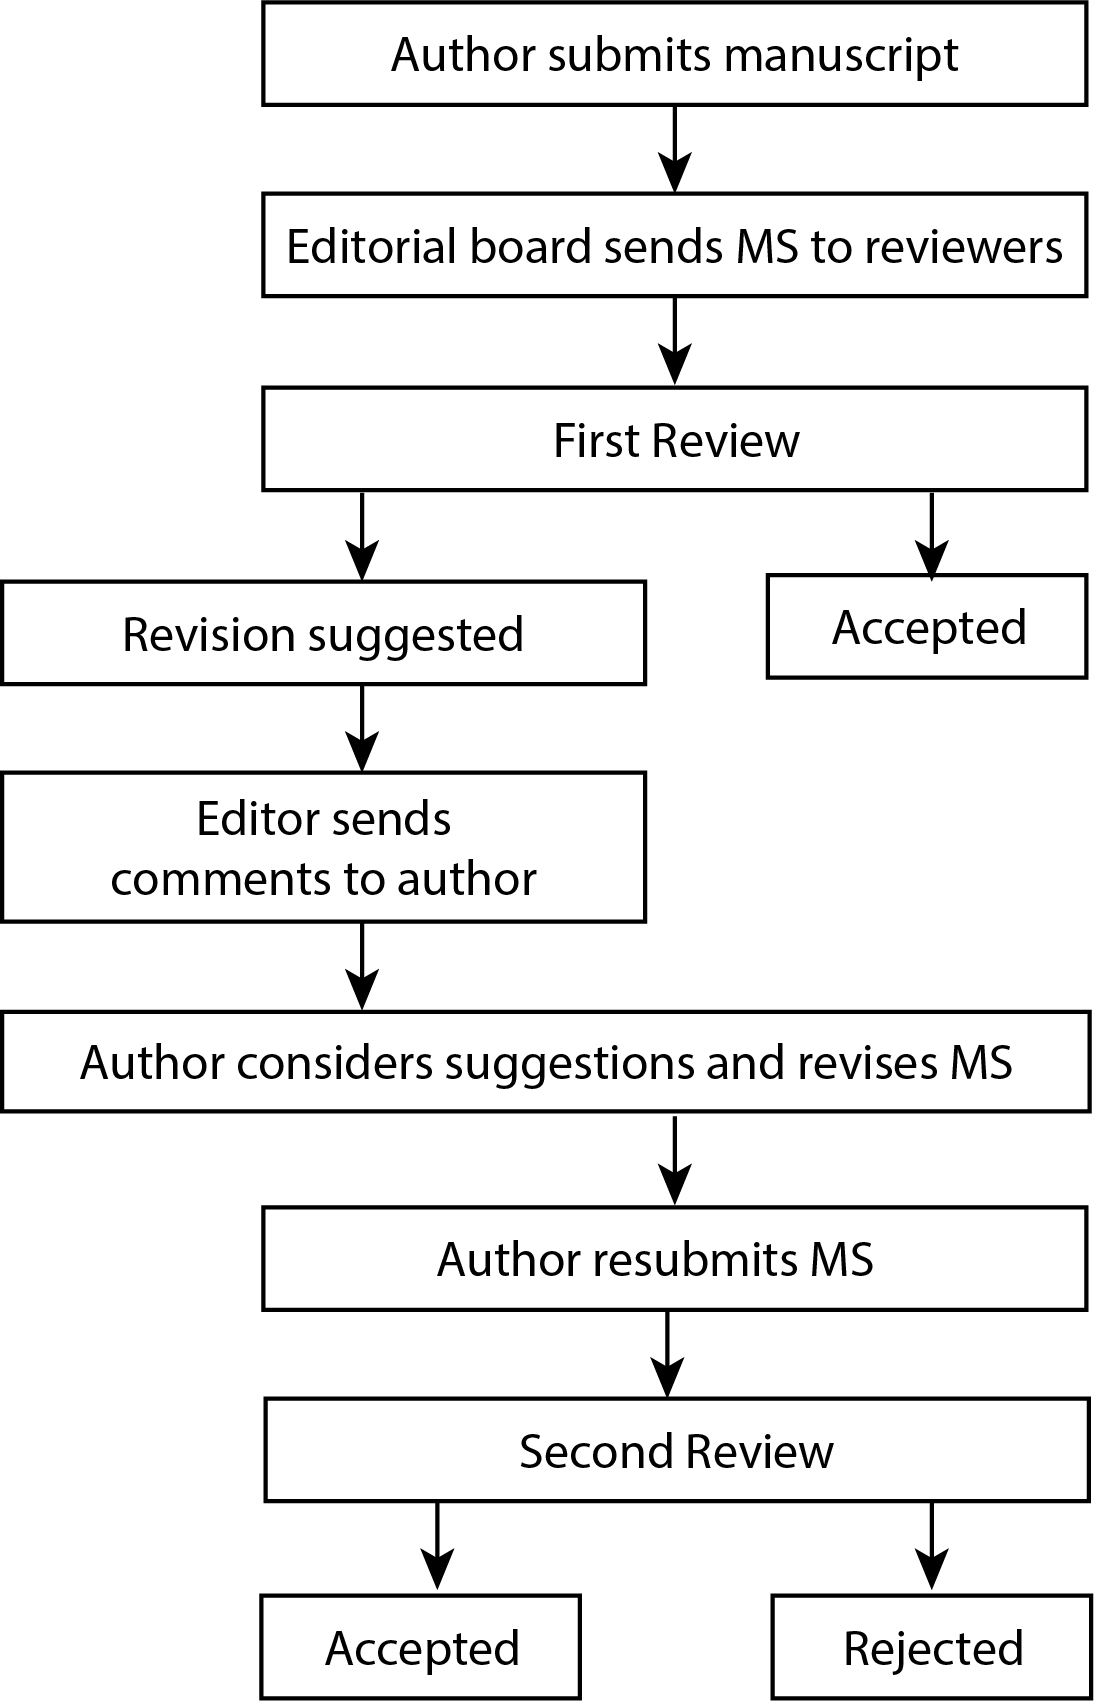 Author submits manuscript
Editorial board sends MS to reviewers
First Review
Revision suggested
Accepted
Editor sends
comments to author
Author considers suggestions and revises MS
Author resubmits MS
Second Review
Accepted
Rejected